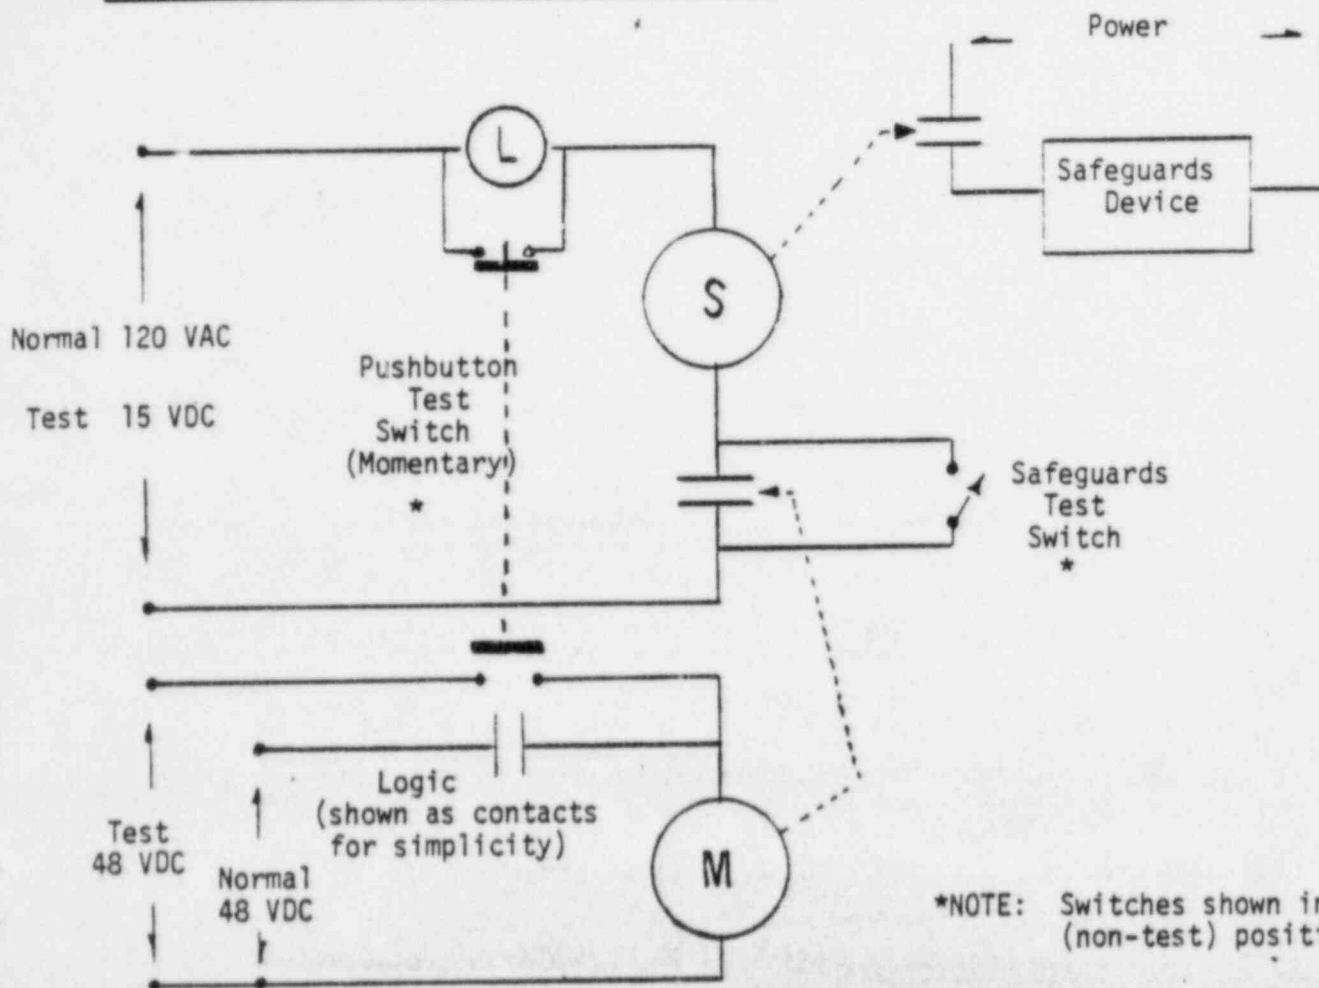 Power
L
Safeguards
Device
S
Normal 120 VAC
Test 15 VDC
Pushbutton
Test
Switch
(Momentary)
*
Safeguards
Test
Switch
*
Logic
(shown as contacts
for simplicity)
Test
48 VDC
Normal
48 VDC
M
*NOTE: Switches shown in
(non-test) positi